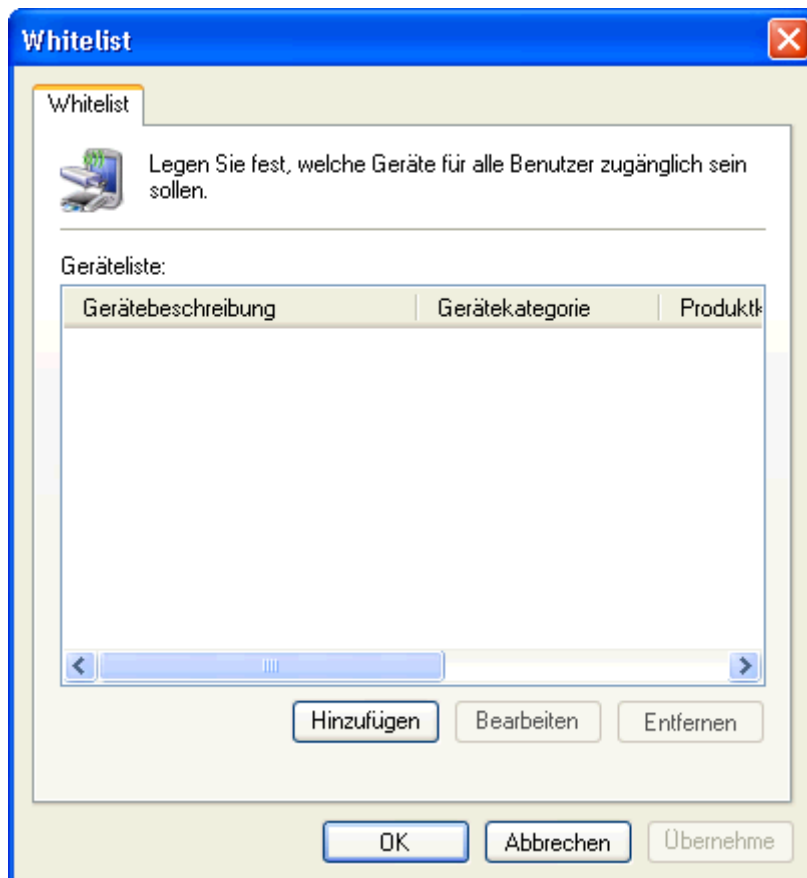 Whitelist
Whitelist
Legen Sie fest, welche Geräte für alle Benutzer zugänglich sein
sollen.
Geräteliste:
Gerätebeschreibung Gerätekategorie Produktk
Hinzufügen Bearbeiten Entfernen
OK Abbrechen Übernehme